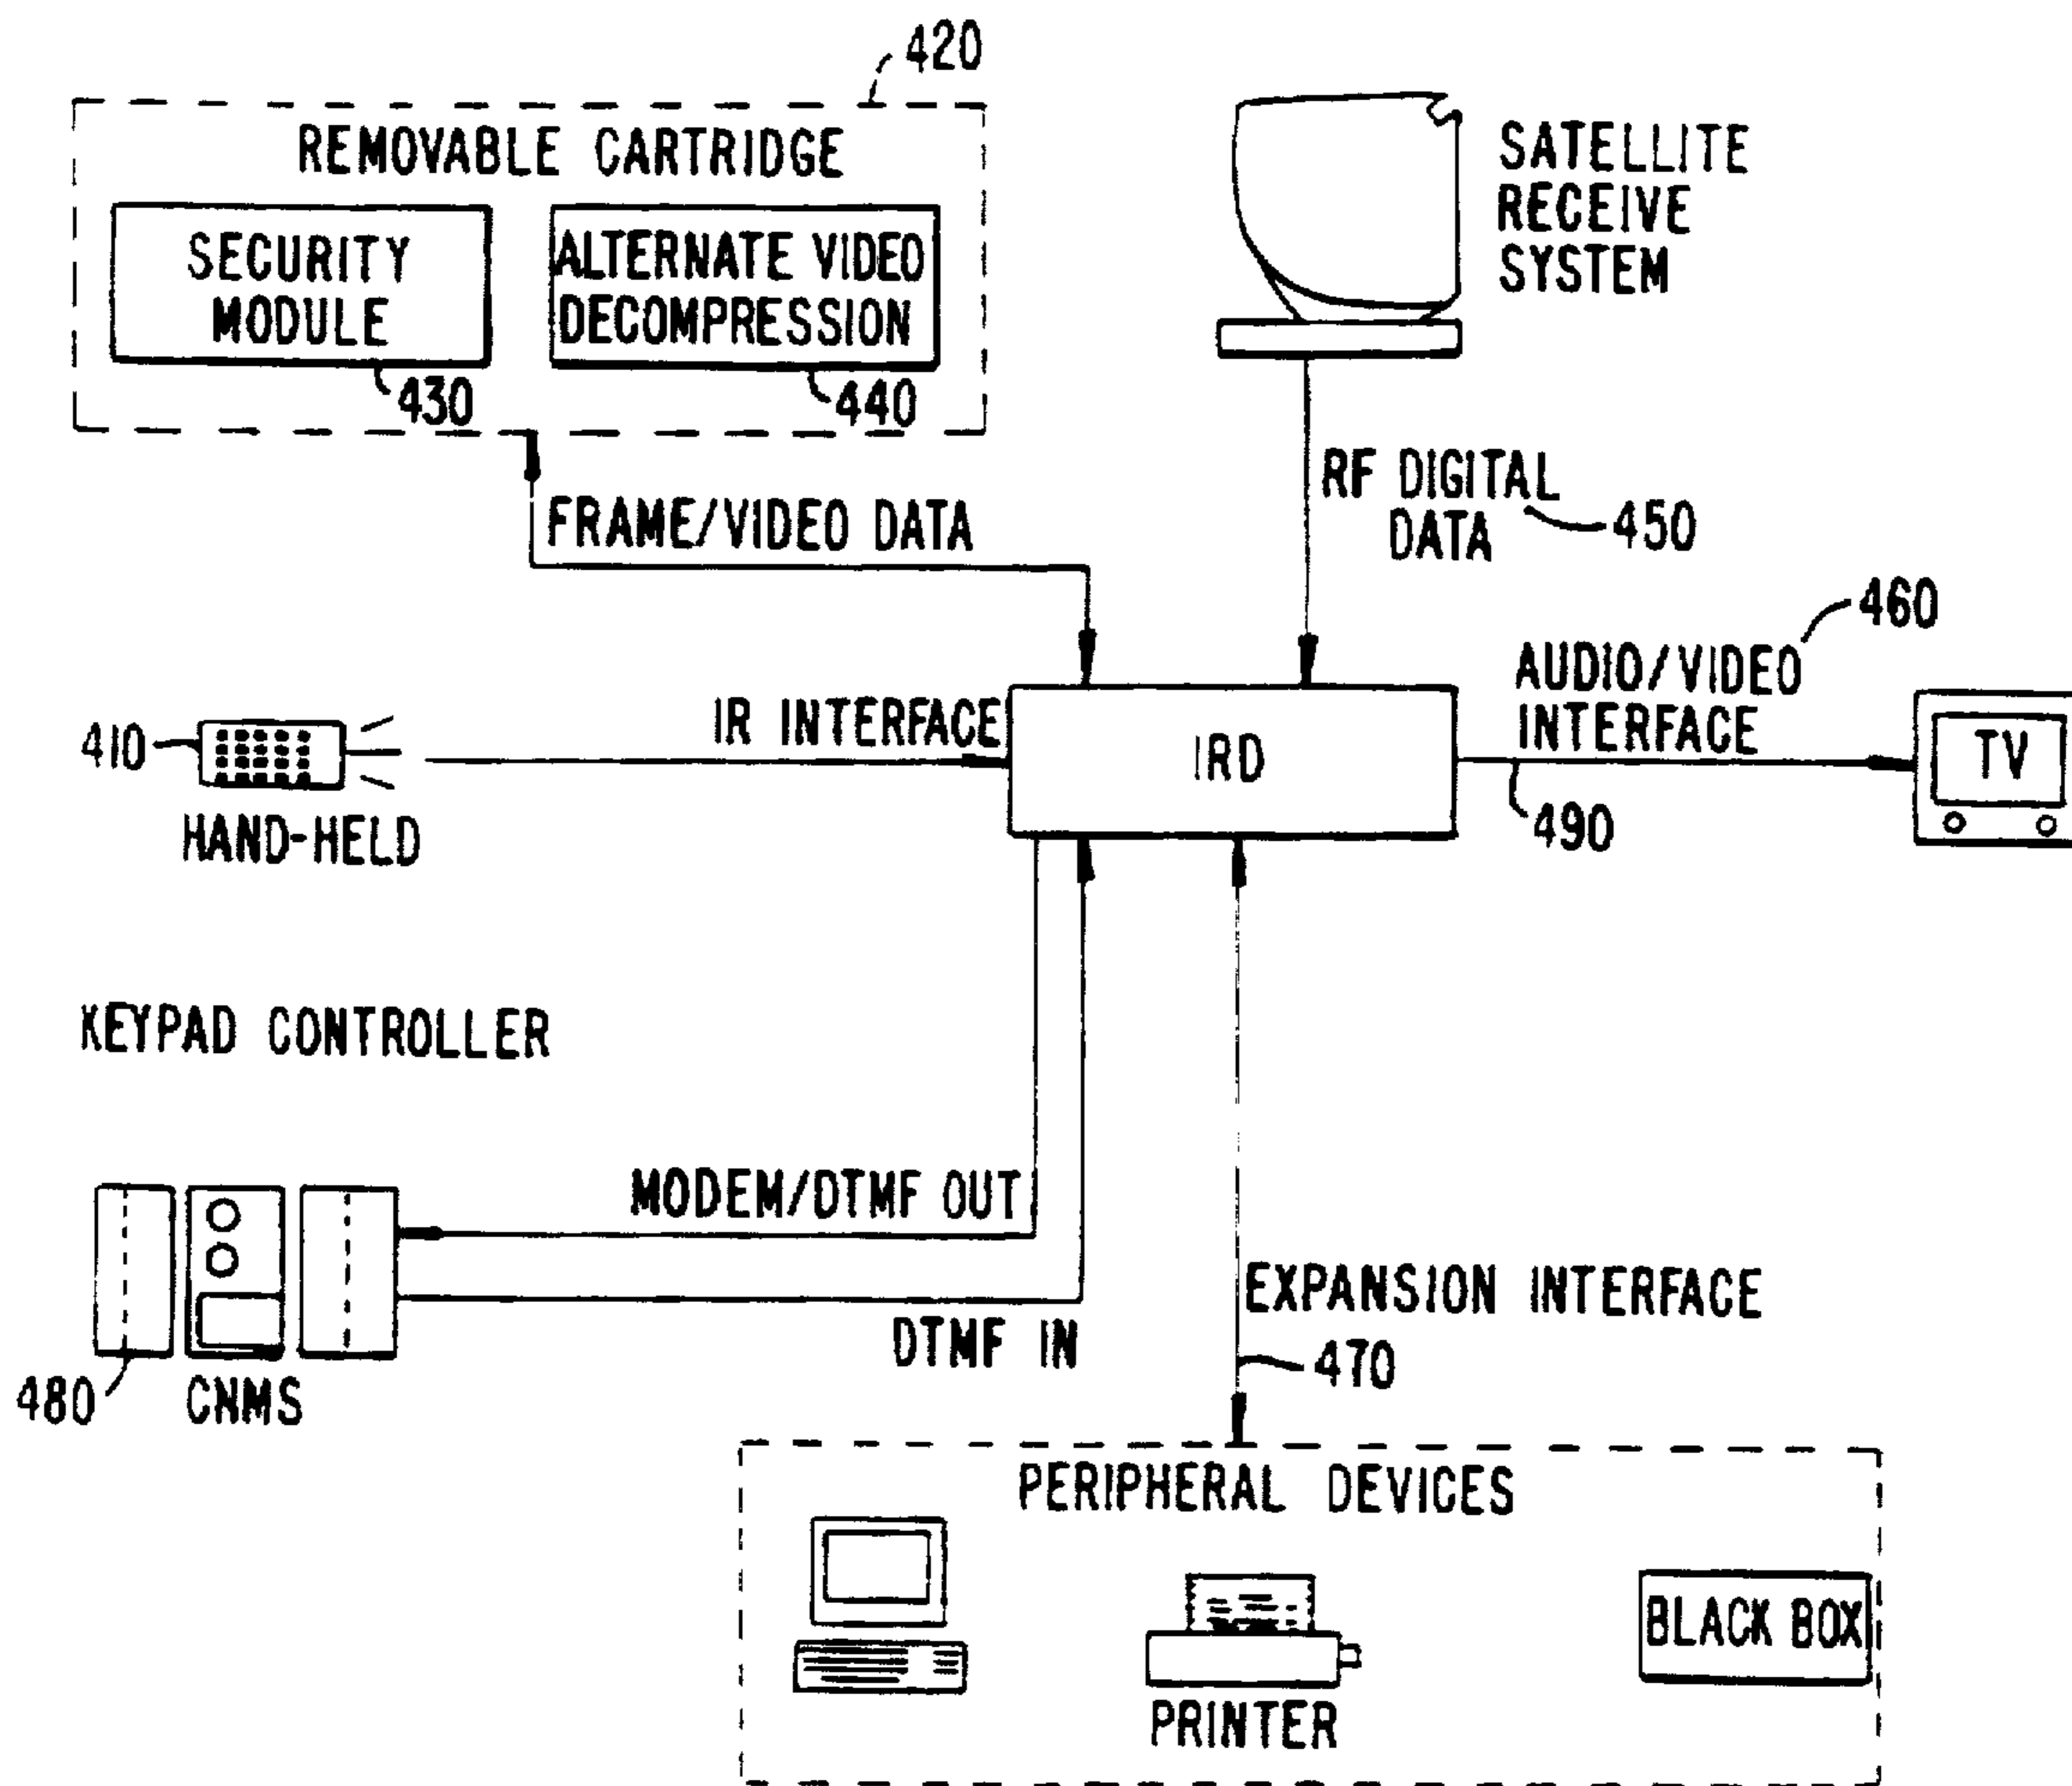 420
REMOVABLE CARTRIDGE
SECURITY
MODULE
430
ALTERNATE VIDEO
DECOMPRESSION
440
SATELLITE
RECEIVE
SYSTEM
FRAME/VIDEO DATA
RF DIGITAL
DATA
450
460
AUDIO/VIDEO
INTERFACE
410
HAND-HELD
IR INTERFACE
IRD
490
TV
KEYPAD CONTROLLER
MODEM/DTMF OUT
DTMF IN
480
CNMS
EXPANSION INTERFACE
470
PERIPHERAL DEVICES
PRINTER
BLACK BOX